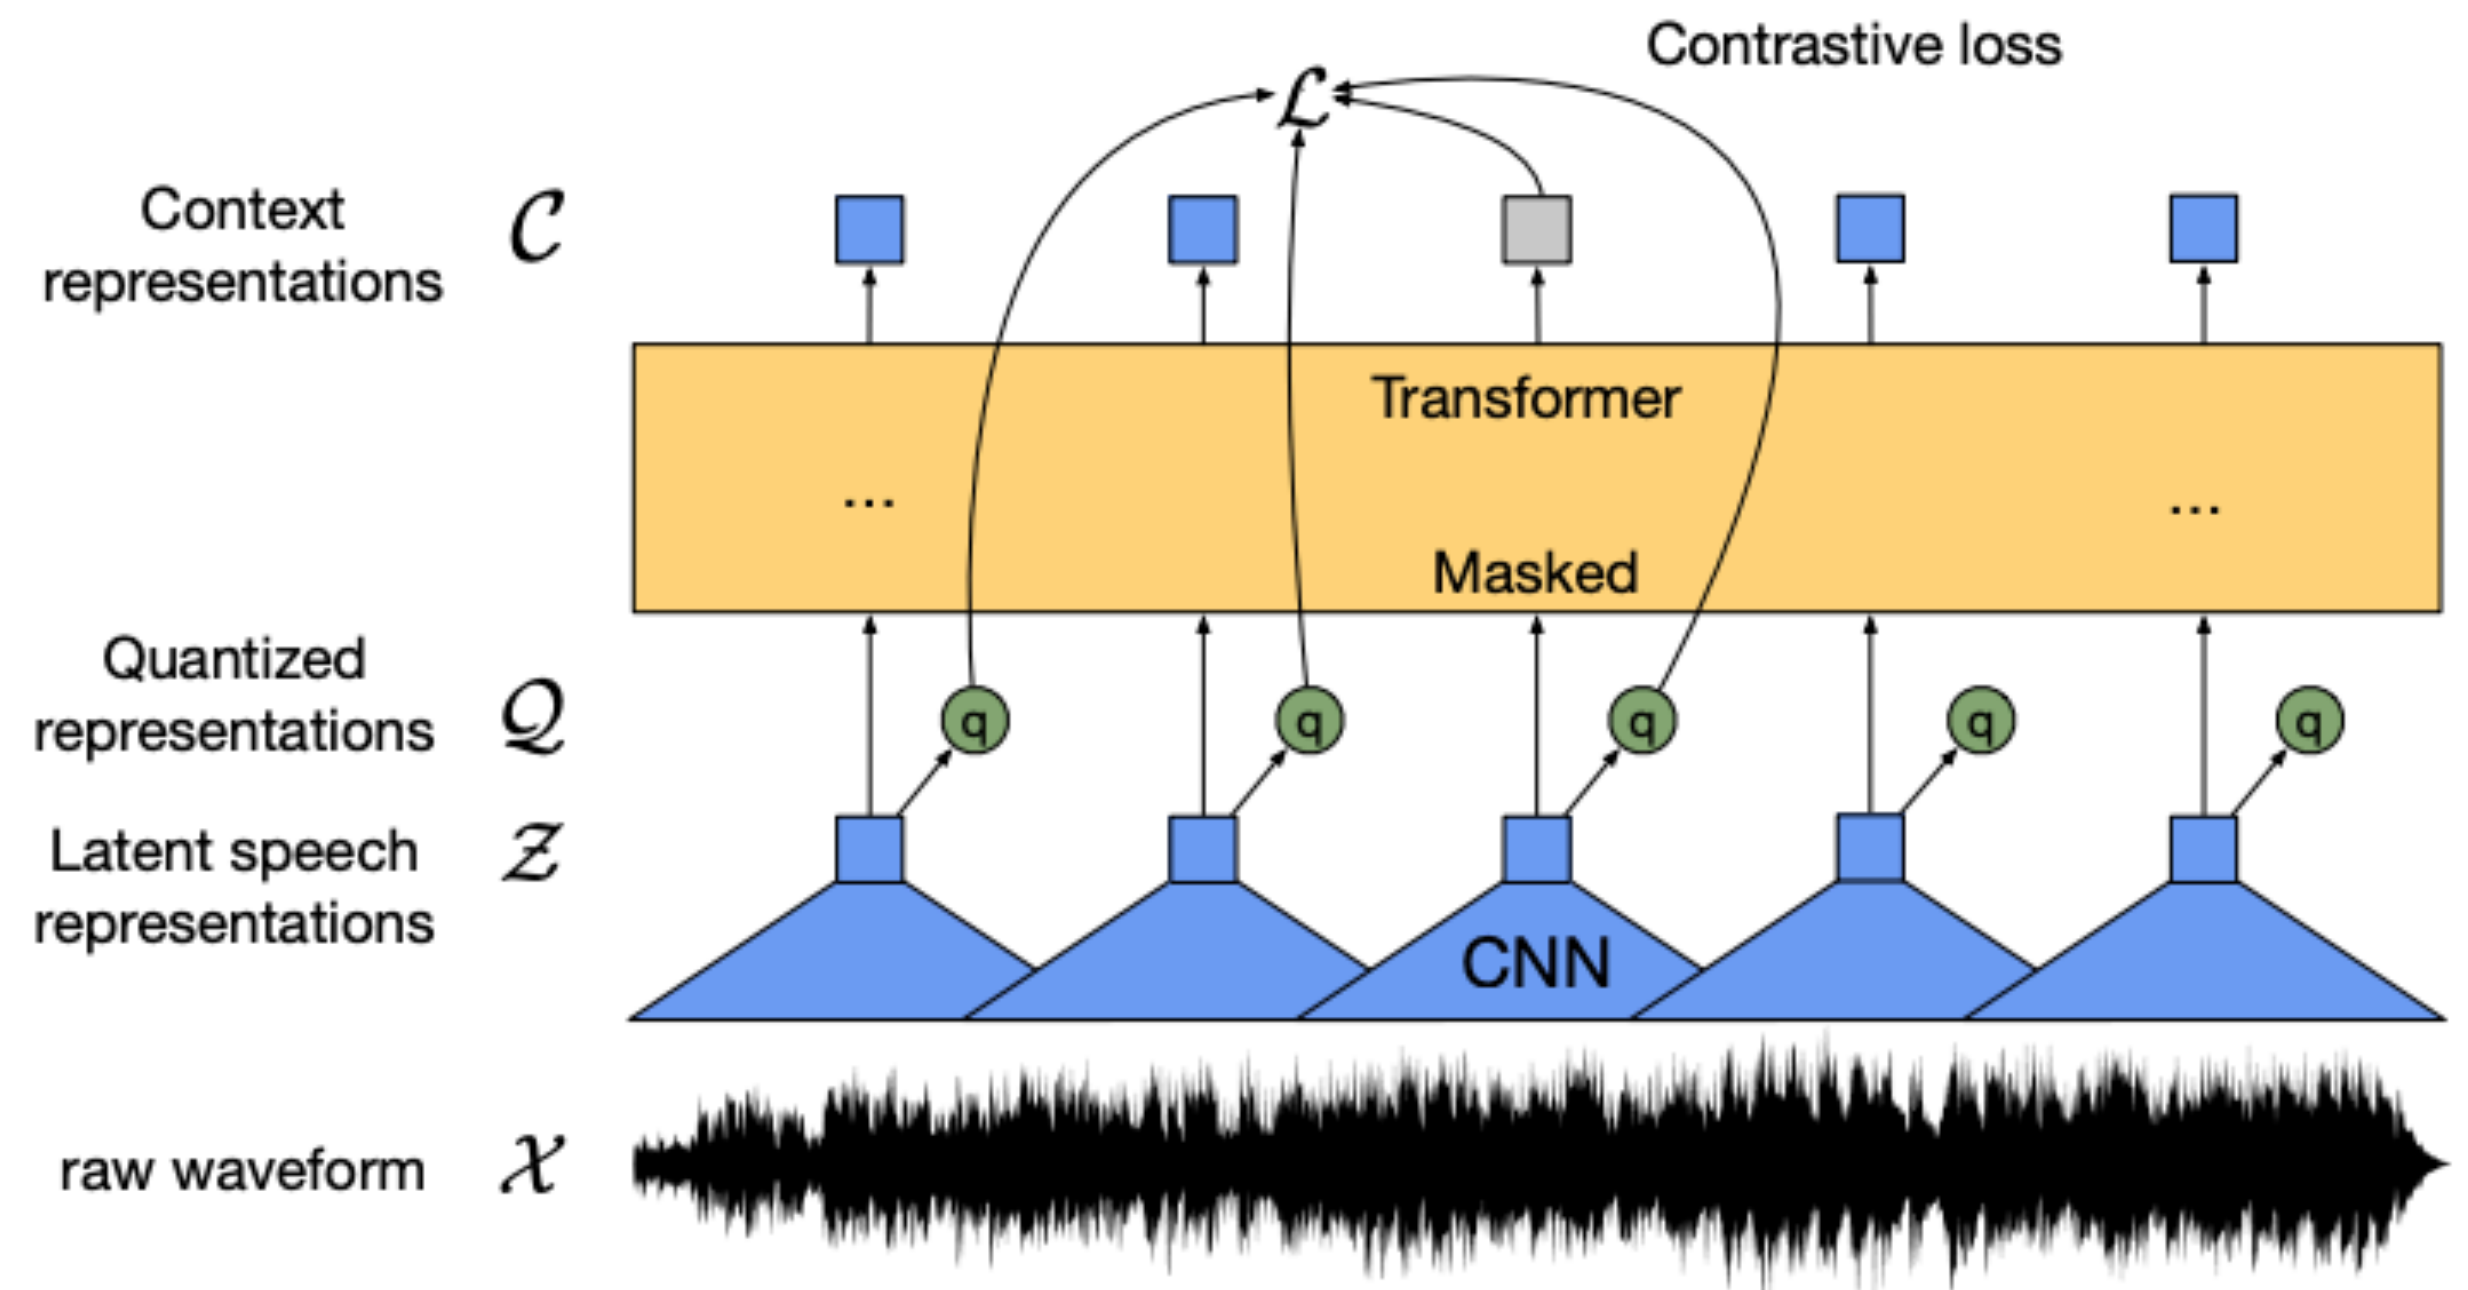 Contrastive loss
ℒ
Context
representations
𝒞
Transformer
...
...
Masked
Quantized
representations
𝒬
q
q
q
q
q
Latent speech
representations
𝒵
CNN
raw waveform
𝒳